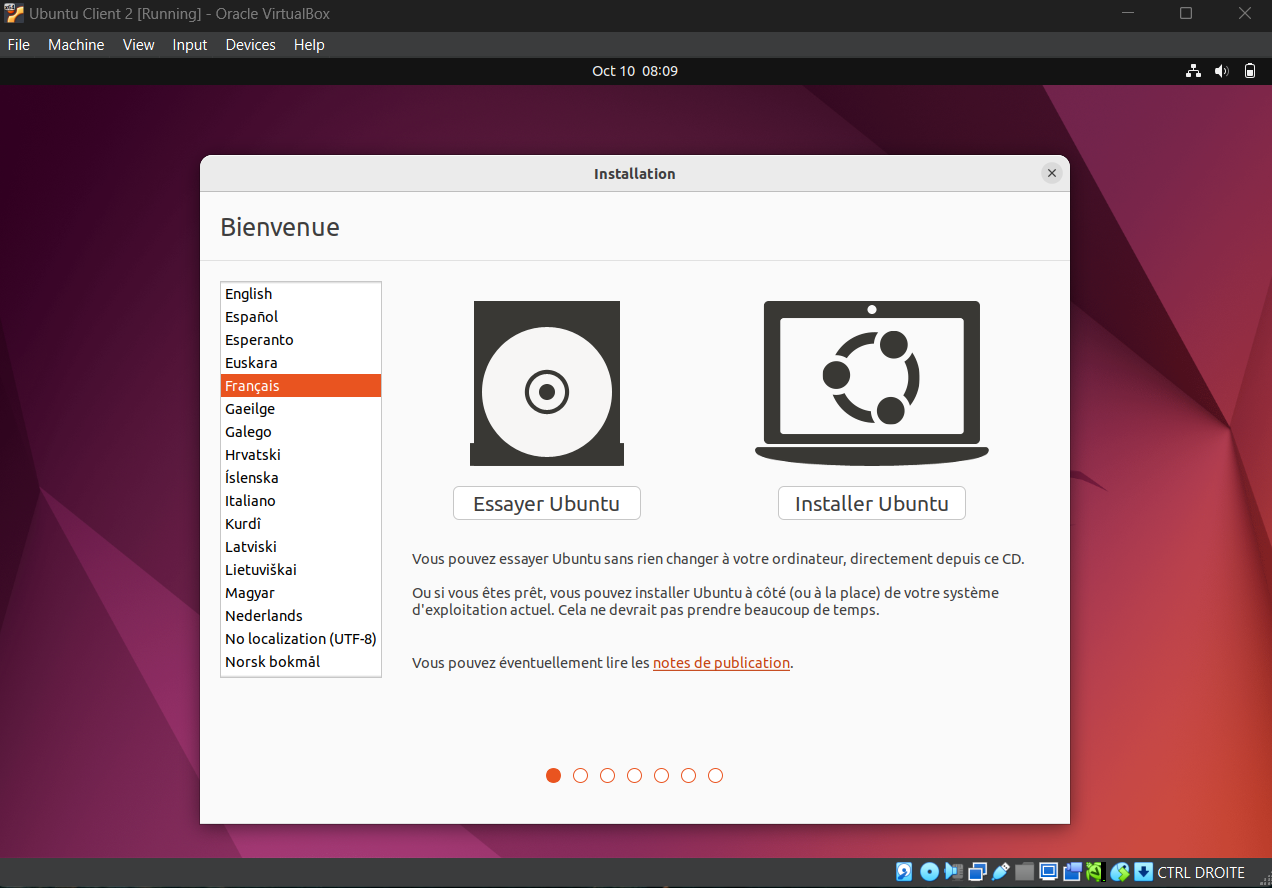 Ubuntu Client 2 [Running] - Oracle VirtualBox
File Machine View Input Devices Help
Oct 10 08:09
Installation
Bienvenue
English
Español
Esperanto
Euskara
Français
Gaeilge
Galego
Hrvatski
Íslenska
Italiano
Kurdî
Latviski
Lietuviškai
Magyar
Nederlands
No localization (UTF-8)
Norsk bokmål
Essayer Ubuntu
Installer Ubuntu
Vous pouvez essayer Ubuntu sans rien changer à votre ordinateur, directement depuis ce CD.
Ou si vous êtes prêt, vous pouvez installer Ubuntu à côté (ou à la place) de votre système
d'exploitation actuel. Cela ne devrait pas prendre beaucoup de temps.
Vous pouvez éventuellement lire les notes de publication.
CTRL DROITE